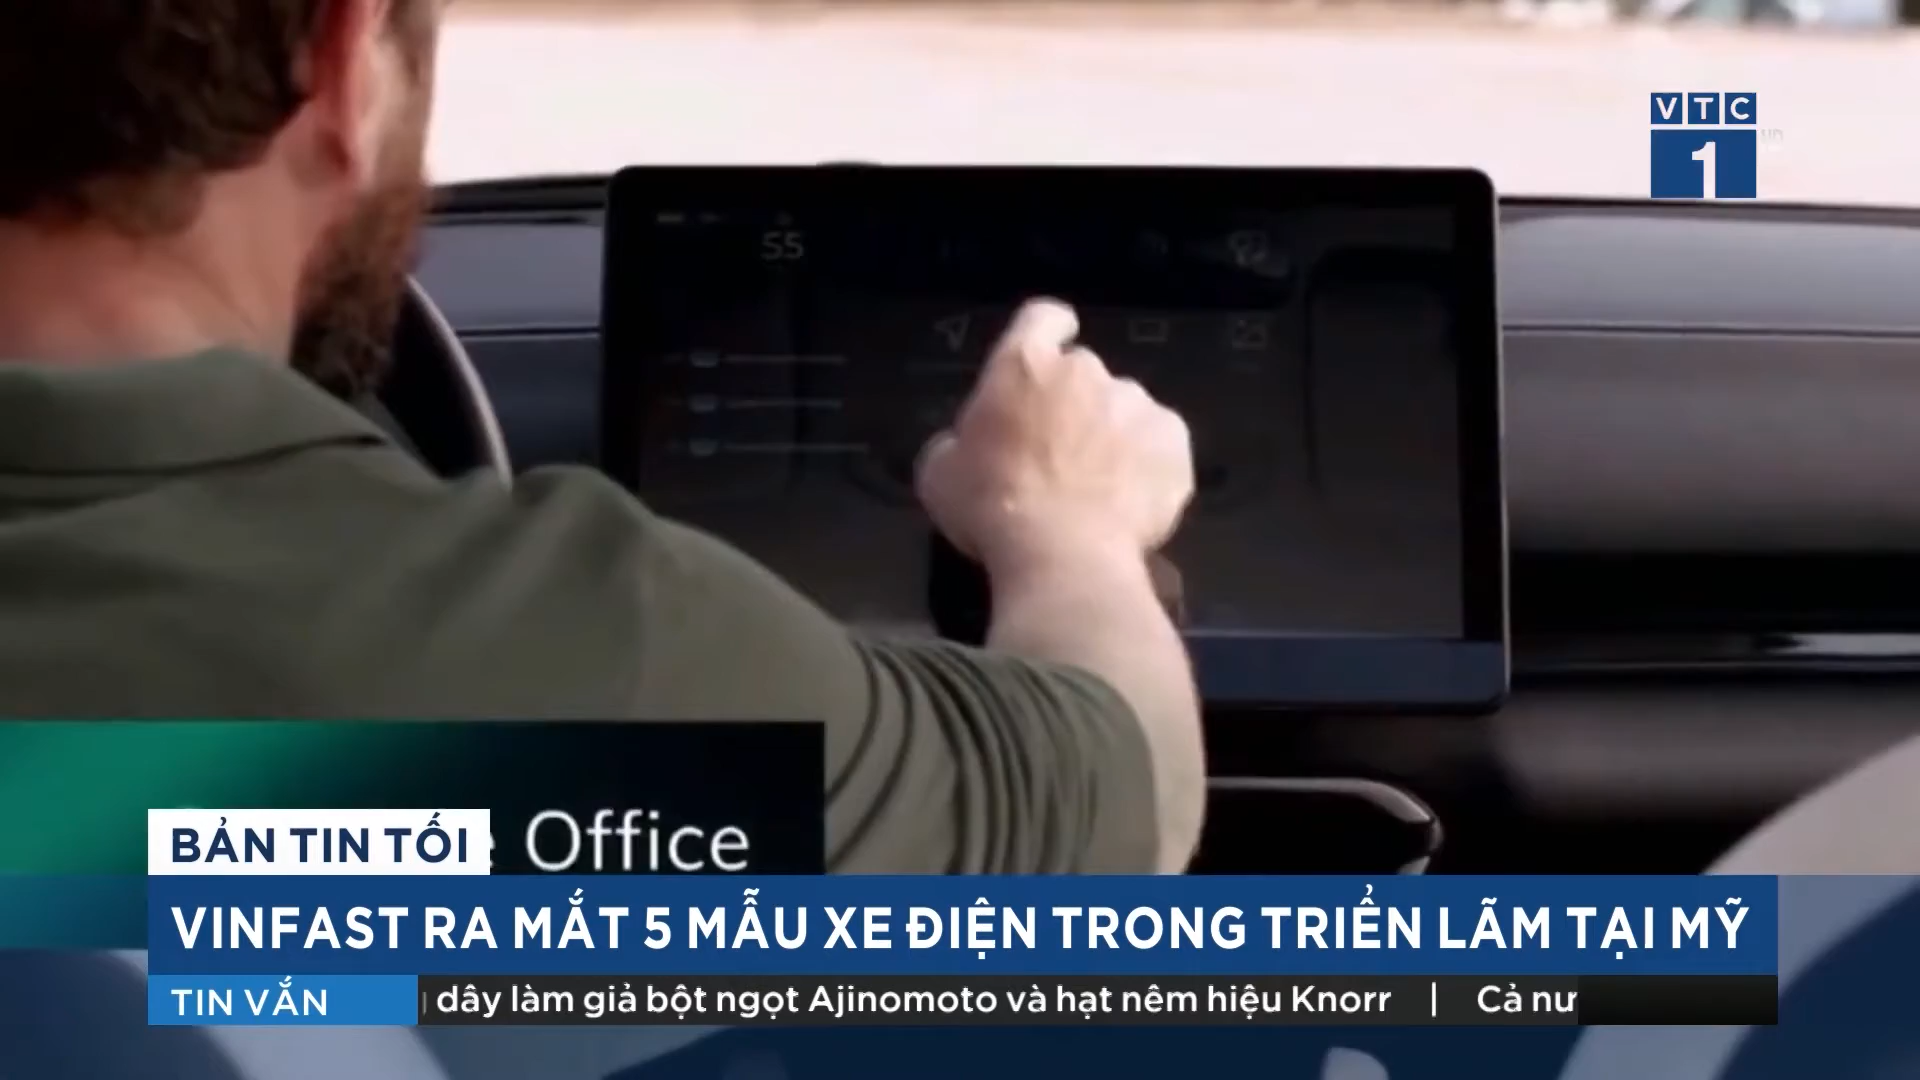 VTC
1
HD
55
Office
BẢN TIN TỐI
VINFAST RA MẮT 5 MẪU XE ĐIỆN TRONG TRIỂN LÃM TẠI MỸ
TIN VẮN
dây làm giả bột ngọt Ajinomoto và hạt nêm hiệu Knorr | Cả nư